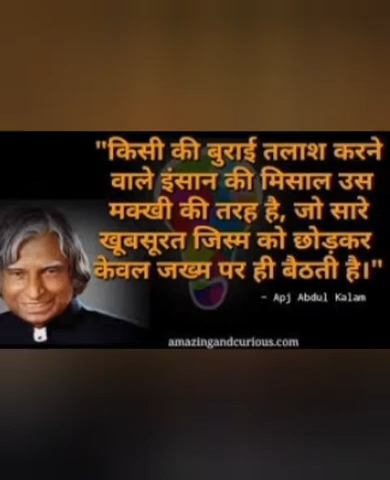 "किसी की बुराई तलाश करने
वाले इंसान की मिसाल उस
मक्खी की तरह है, जो सारे
खूबसूरत जिस्म को छोड़कर
केवल जख्म पर ही बैठती है।"
- Apj Abdul Kalam
amazingandcurious.com